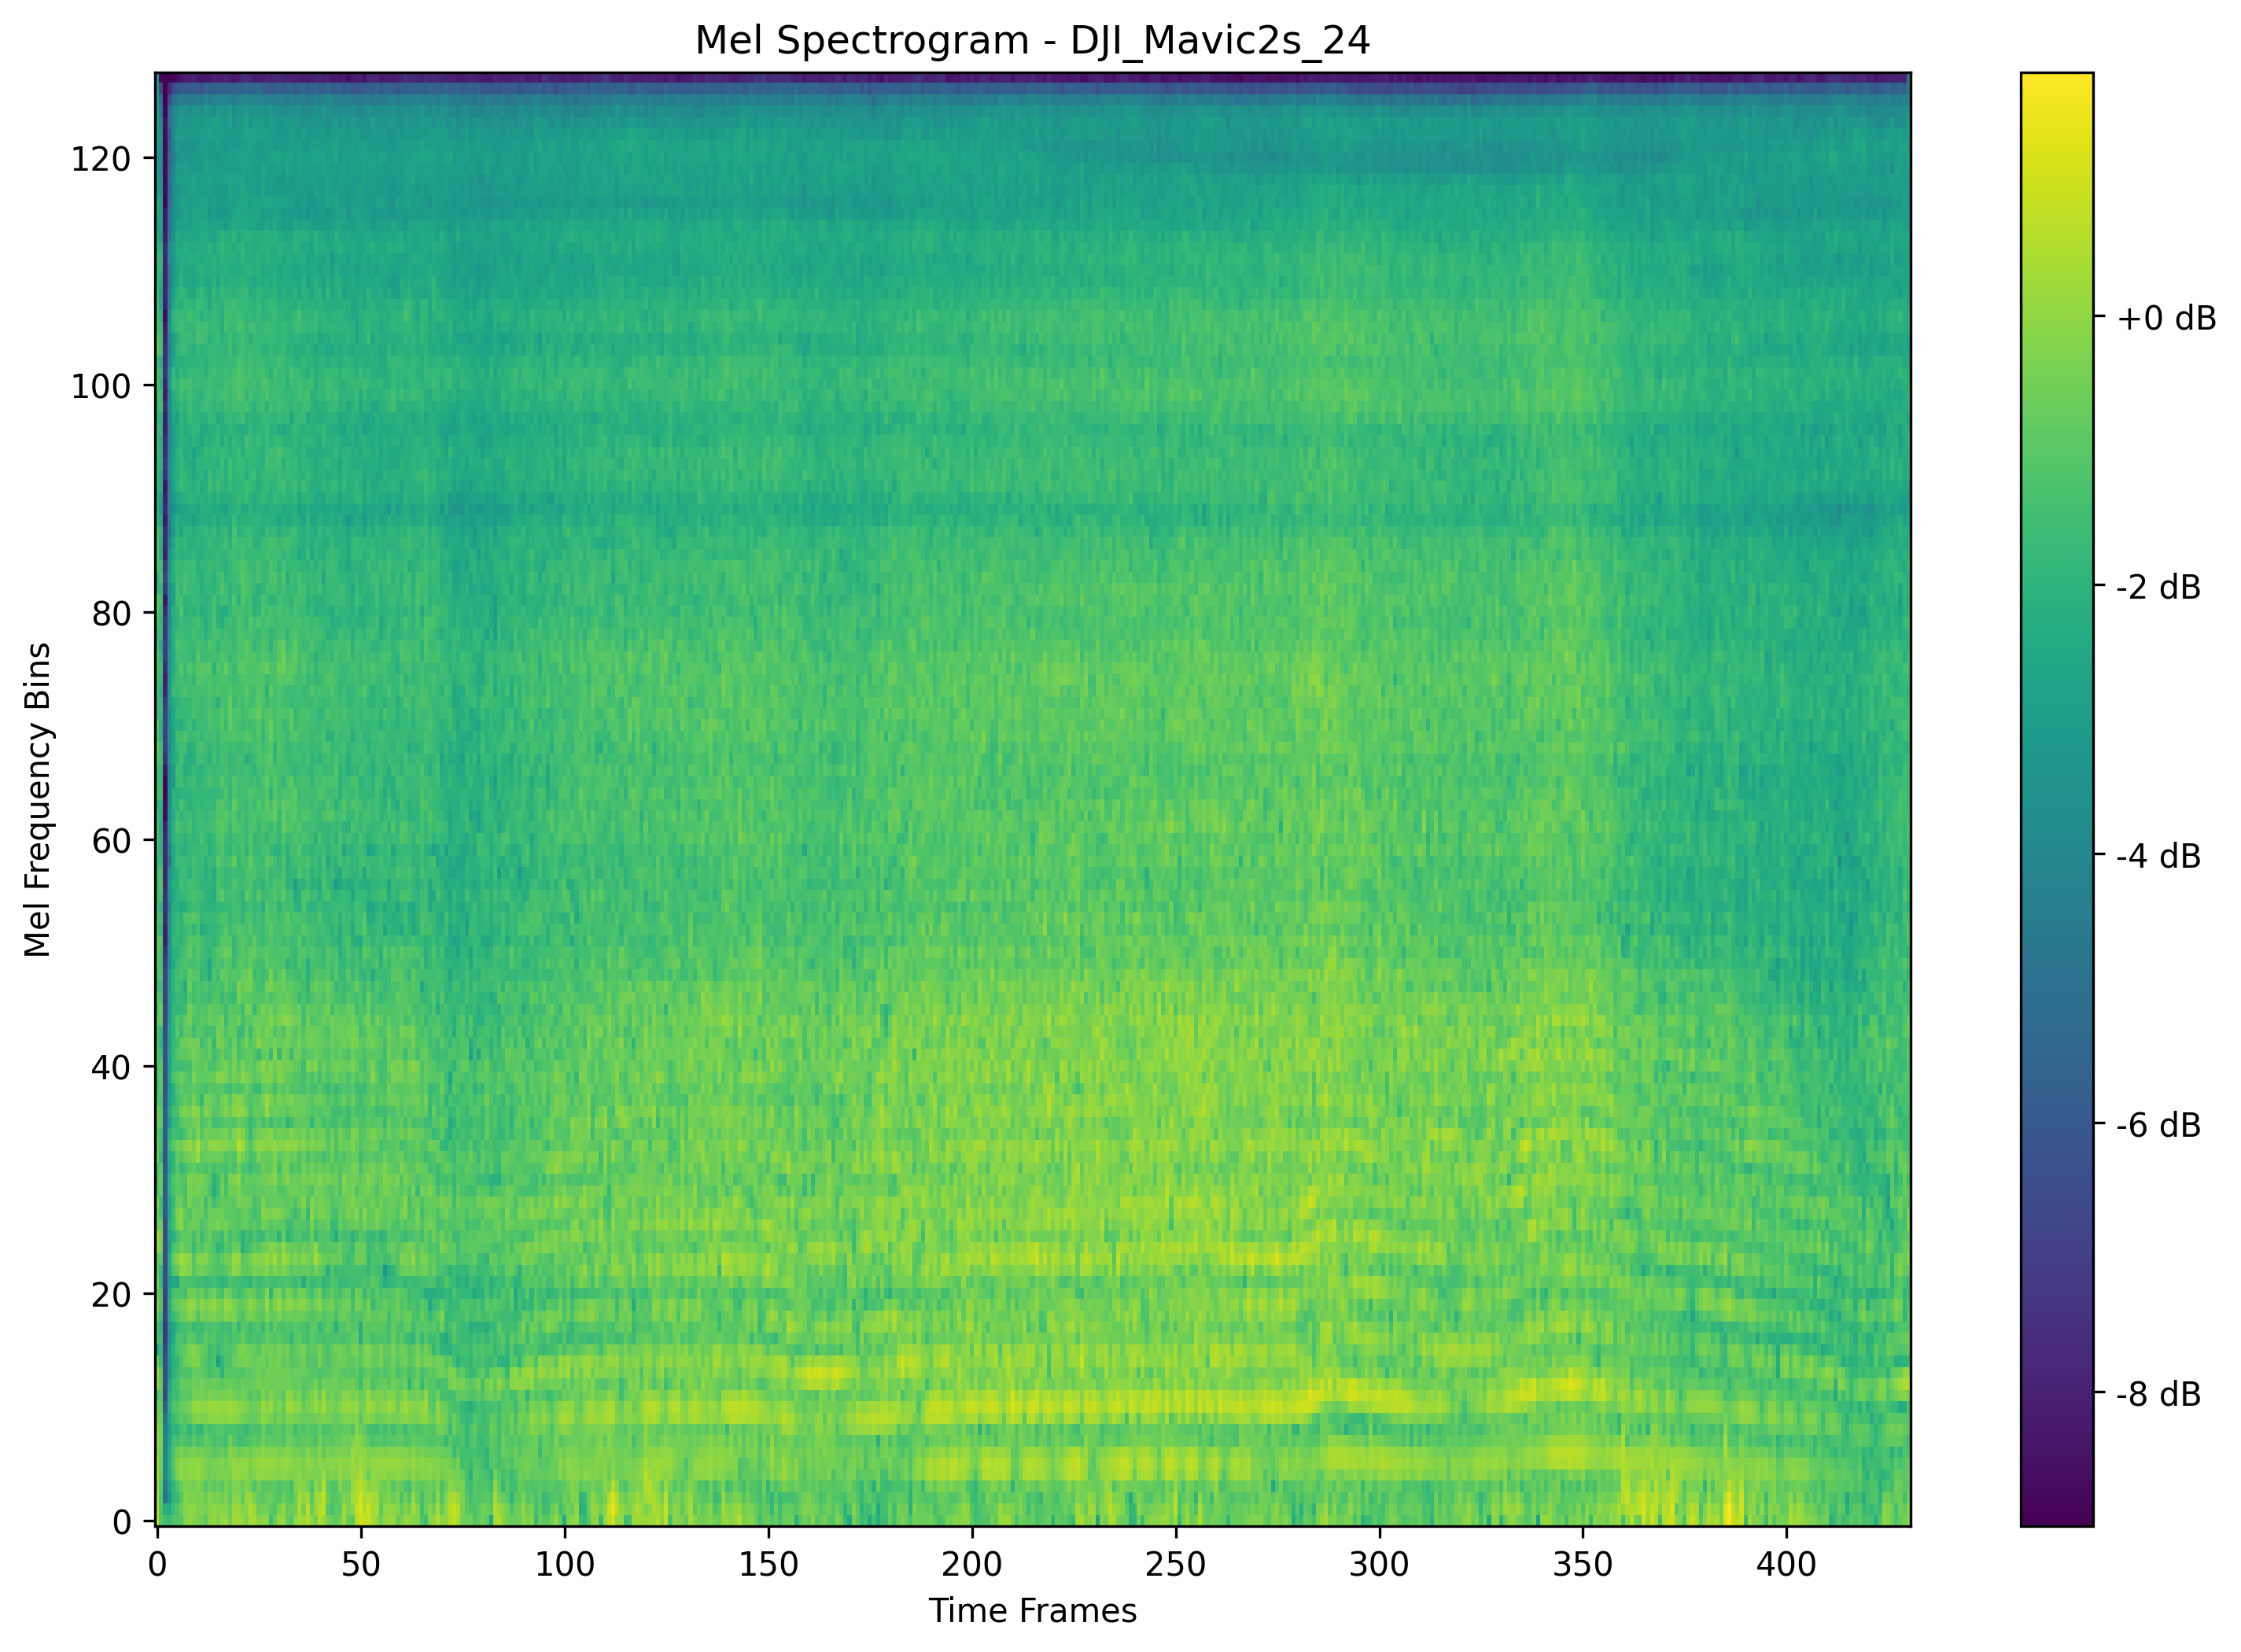 Mel Spectrogram - DJI_Mavic2s_24
Mel Frequency Bins
120
100
80
60
40
20
0
0 50 100 150 200 250 300 350 400
Time Frames
+0 dB
-2 dB
-4 dB
-6 dB
-8 dB